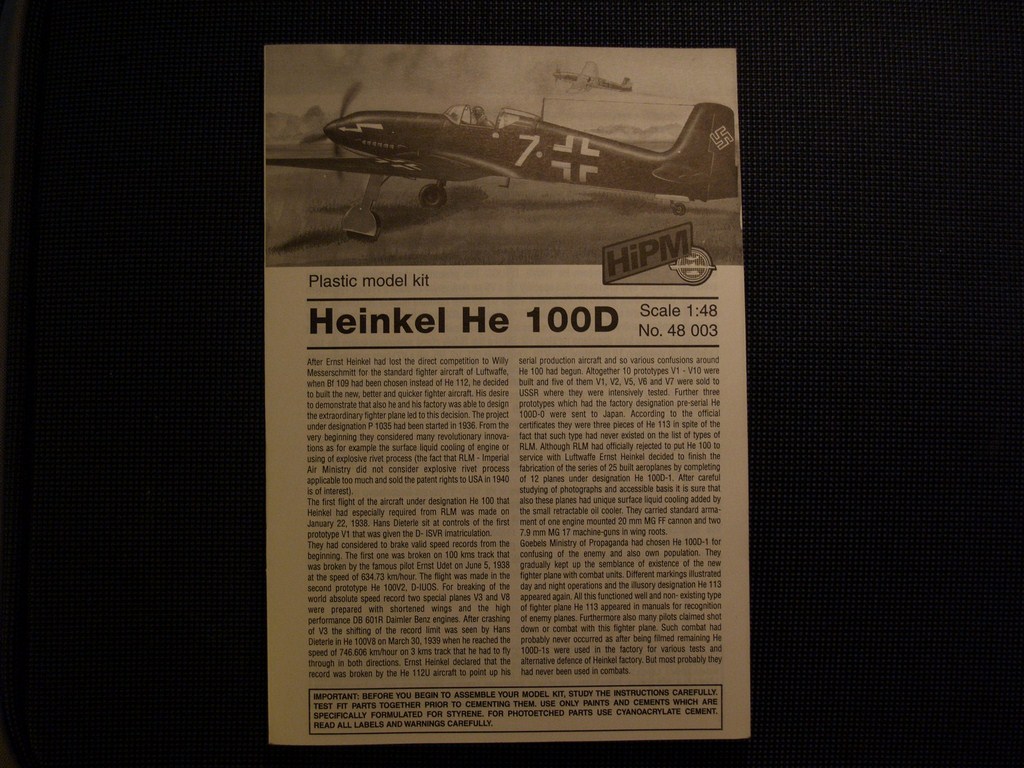 7
HiPM
Plastic model kit
Heinkel He 100D
Scale 1:48
No. 48 003
After Ernst Heinkel had lost the direct competition to Willy
Messerschmitt for the standard fighter aircraft of Luftwaffe,
when Bf 109 had been chosen instead of He 112, he decided
to built the new, better and quicker fighter aircraft. His desire
to demonstrate that also he and his factory was able to design
the extraordinary fighter plane led to this decision. The project
under designation P 1035 had been started in 1936. From the
very beginning they considered many revolutionary innova-
tions as for example the surface liquid cooling of engine or
using of explosive rivet process (the fact that RLM - Imperial
Air Ministry did not consider explosive rivet process
applicable too much and sold the patent rights to USA in 1940
is of interest).
The first flight of the aircraft under designation He 100 that
Heinkel had especially required from RLM was made on
January 22, 1938. Hans Dieterle sit at controls of the first
prototype V1 that was given the D- ISVR imatriculation.
They had considered to brake valid speed records from the
beginning. The first one was broken on 100 kms track that
was broken by the famous pilot Ernst Udet on June 5, 1938
at the speed of 634.73 km/hour. The flight was made in the
second prototype He 100V2, D-IUOS. For breaking of the
world absolute speed record two special planes V3 and V8
were prepared with shortened wings and the high
performance DB 601R Daimler Benz engines. After crashing
of V3 the shifting of the record limit was seen by Hans
Dieterle in He 100V8 on March 30, 1939 when he reached the
speed of 746.606 km/hour on 3 kms track that he had to fly
through in both directions. Ernst Heinkel declared that the
record was broken by the He 112U aircraft to point up his
serial production aircraft and so various confusions around
He 100 had begun. Altogether 10 prototypes V1 - V10 were
built and five of them V1, V2, V5, V6 and V7 were sold to
USSR where they were intensively tested. Further three
prototypes which had the factory designation pre-serial He
100D-0 were sent to Japan. According to the official
certificates they were three pieces of He 113 in spite of the
fact that such type had never existed on the list of types of
RLM. Although RLM had officially rejected to put He 100 to
service with Luftwaffe Ernst Heinkel decided to finish the
fabrication of the series of 25 built aeroplanes by completing
of 12 planes under designation He 100D-1. After careful
studying of photographs and accessible basis it is sure that
also these planes had unique surface liquid cooling added by
the small retractable oil cooler. They carried standard arma-
ment of one engine mounted 20 mm MG FF cannon and two
7.9 mm MG 17 machine-guns in wing roots.
Goebels Ministry of Propaganda had chosen He 100D-1 for
confusing of the enemy and also own population. They
gradually kept up the semblance of existence of the new
fighter plane with combat units. Different markings illustrated
day and night operations and the illusory designation He 113
appeared again. All this functioned well and non- existing type
of fighter plane He 113 appeared in manuals for recognition
of enemy planes. Furthermore also many pilots claimed shot
down or combat with this fighter plane. Such combat had
probably never occurred as after being filmed remaining He
100D-1s were used in the factory for various tests and
alternative defence of Heinkel factory. But most probably they
had never been used in combats.
IMPORTANT: BEFORE YOU BEGIN TO ASSEMBLE YOUR MODEL KIT, STUDY THE INSTRUCTIONS CAREFULLY.
TEST FIT PARTS TOGETHER PRIOR TO CEMENTING THEM. USE ONLY PAINTS AND CEMENTS WHICH ARE
SPECIFICALLY FORMULATED FOR STYRENE. FOR PHOTOETCHED PARTS USE CYANOACRYLATE CEMENT.
READ ALL LABELS AND WARNINGS CAREFULLY.